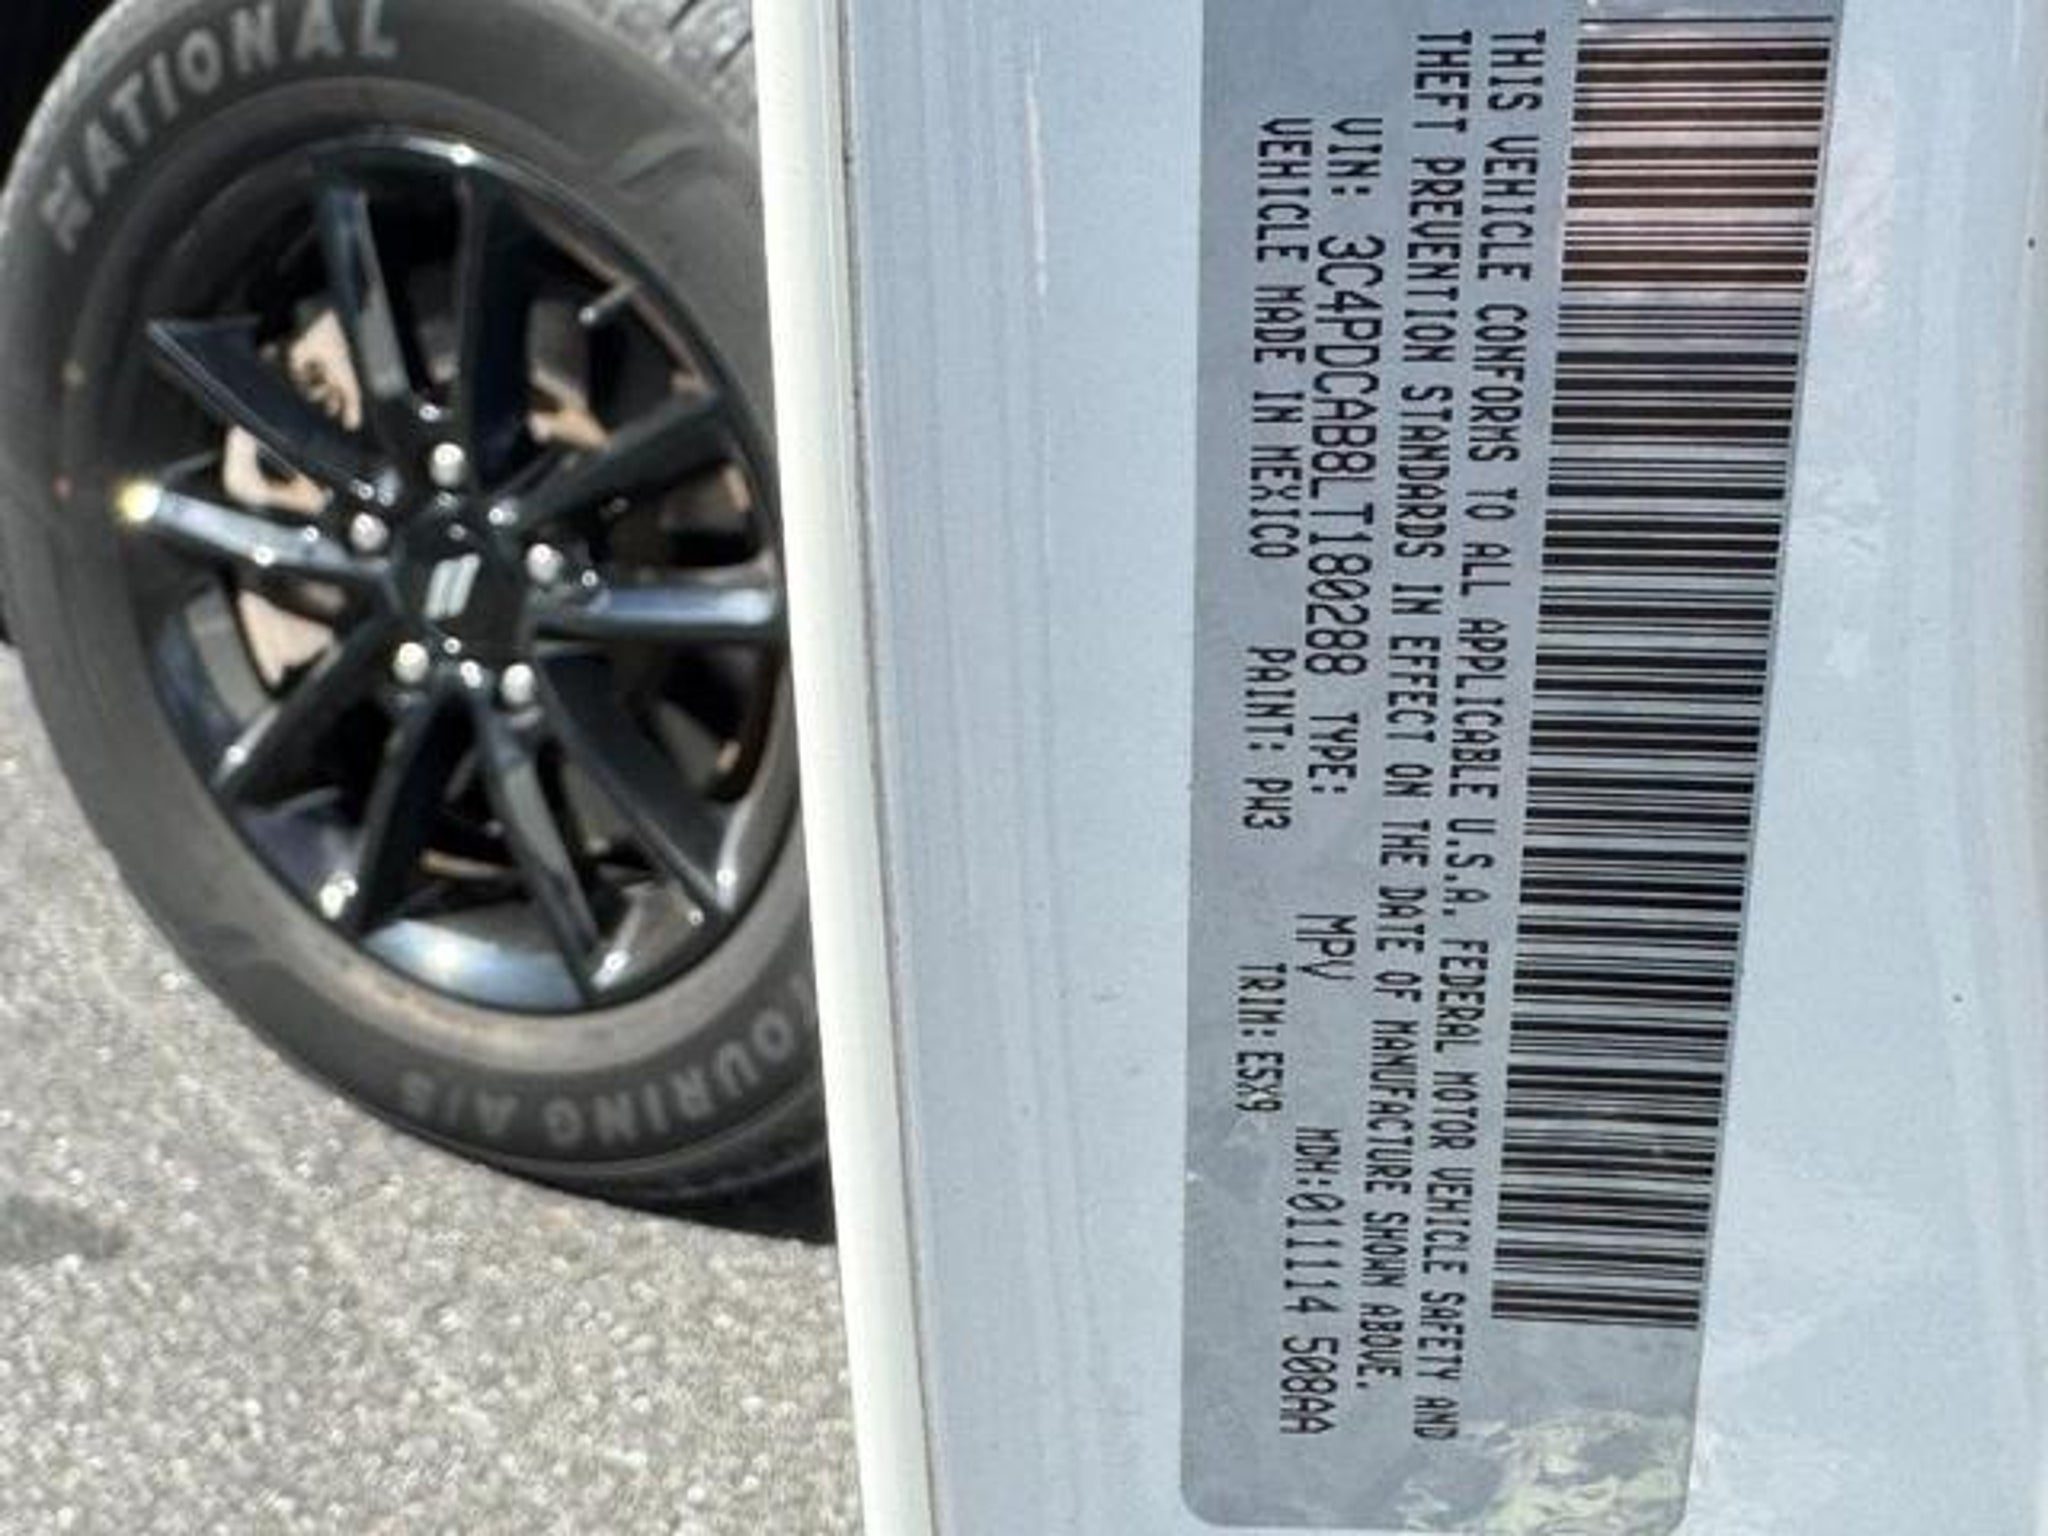 NATIONAL
TOURING A/S
THIS VEHICLE CONFORMS TO ALL APPLICABLE U.S.A. FEDERAL MOTOR VEHICLE SAFETY AND
THEFT PREVENTION STANDARDS IN EFFECT ON THE DATE OF MANUFACTURE SHOWN ABOVE.
VIN: 3C4PDCAB8LT180288 TYPE: MPV MDH:011114 508AA
VEHICLE MADE IN MEXICO PAINT: PW3 TRIM: E5X9